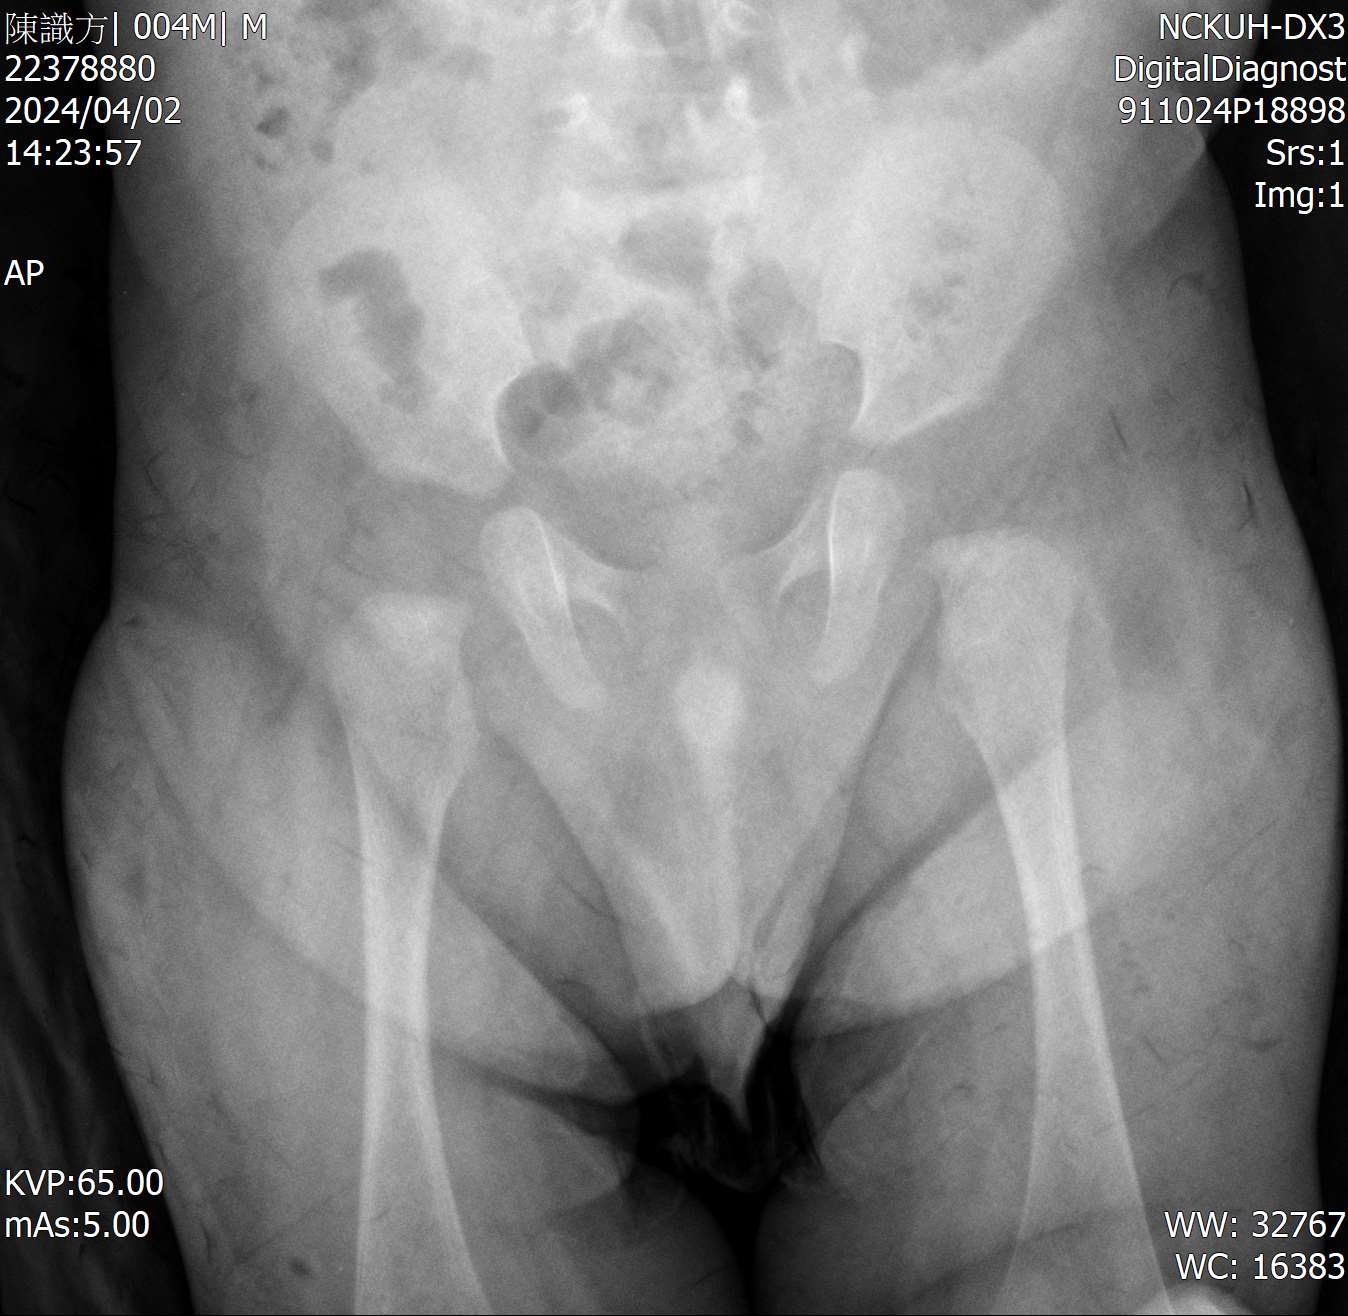 陳識方| 004M| M
22378880
2024/04/02
14:23:57
AP
NCKUH-DX3
DigitalDiagnost
911024P18898
Srs:1
Img:1
KVP:65.00
mAs:5.00
WW: 32767
WC: 16383